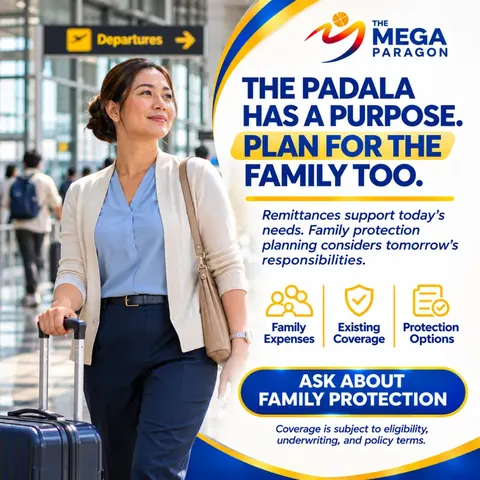 Departures
THE
MEGA
PARAGON
THE PADALA
HAS A PURPOSE.
PLAN FOR THE
FAMILY TOO.
Remittances support today's
needs. Family protection
planning considers tomorrow's
responsibilities.
Family
Expenses
Existing
Coverage
Protection
Options
ASK ABOUT
FAMILY PROTECTION
Coverage is subject to eligibility,
underwriting, and policy terms.